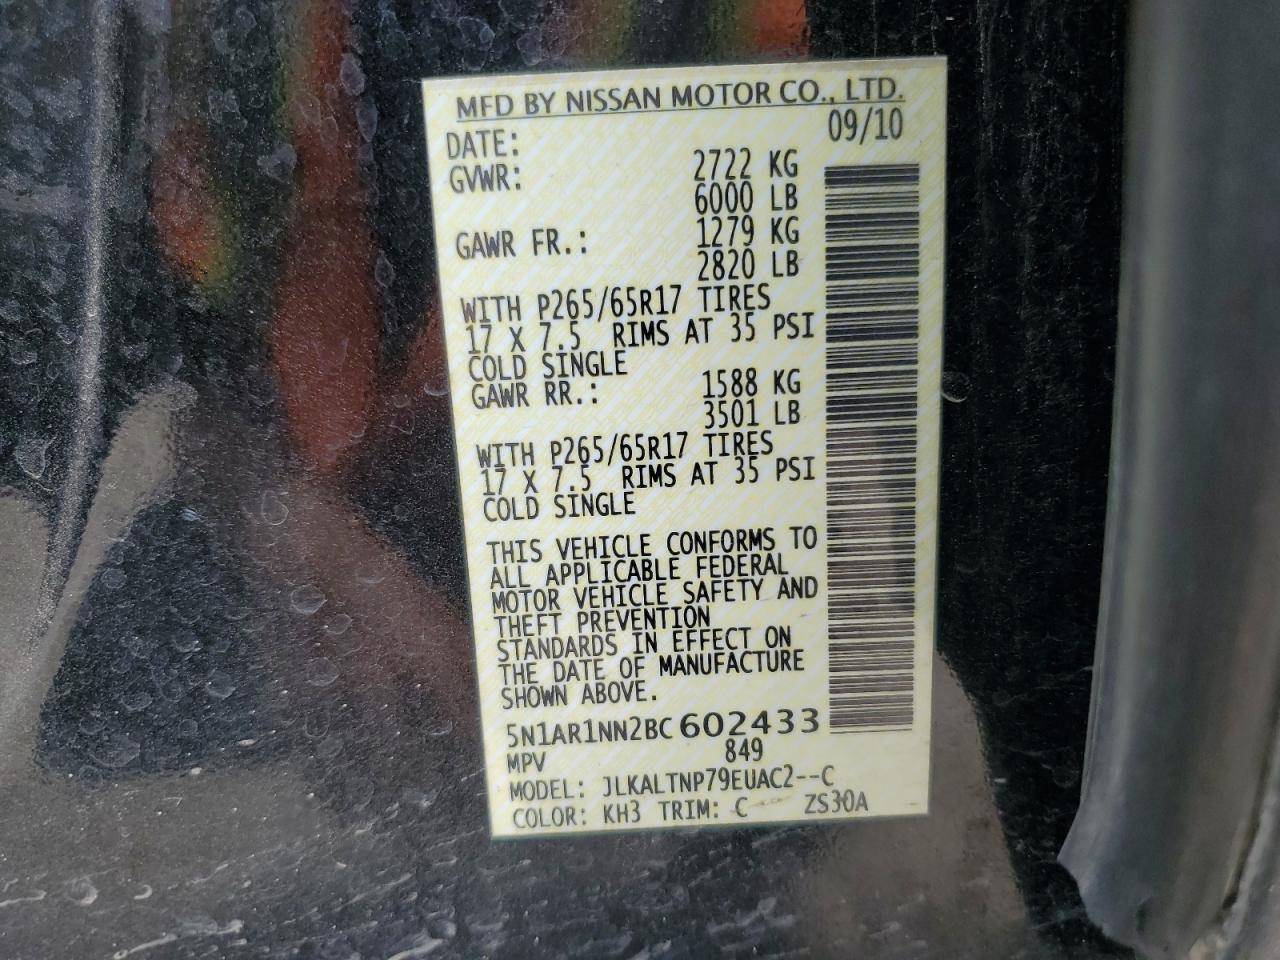 MFD BY NISSAN MOTOR CO., LTD.
DATE: 09/10
GVWR: 2722 KG
6000 LB
GAWR FR.: 1279 KG
2820 LB
WITH P265/65R17 TIRES
17 X 7.5 RIMS AT 35 PSI
COLD SINGLE
GAWR RR.: 1588 KG
3501 LB
WITH P265/65R17 TIRES
17 X 7.5 RIMS AT 35 PSI
COLD SINGLE
THIS VEHICLE CONFORMS TO
ALL APPLICABLE FEDERAL
MOTOR VEHICLE SAFETY AND
THEFT PREVENTION
STANDARDS IN EFFECT ON
THE DATE OF MANUFACTURE
SHOWN ABOVE.
5N1AR1NN2BC602433
MPV 849
MODEL: JLKALTNP79EUAC2--C
COLOR: KH3 TRIM: C ZS30A